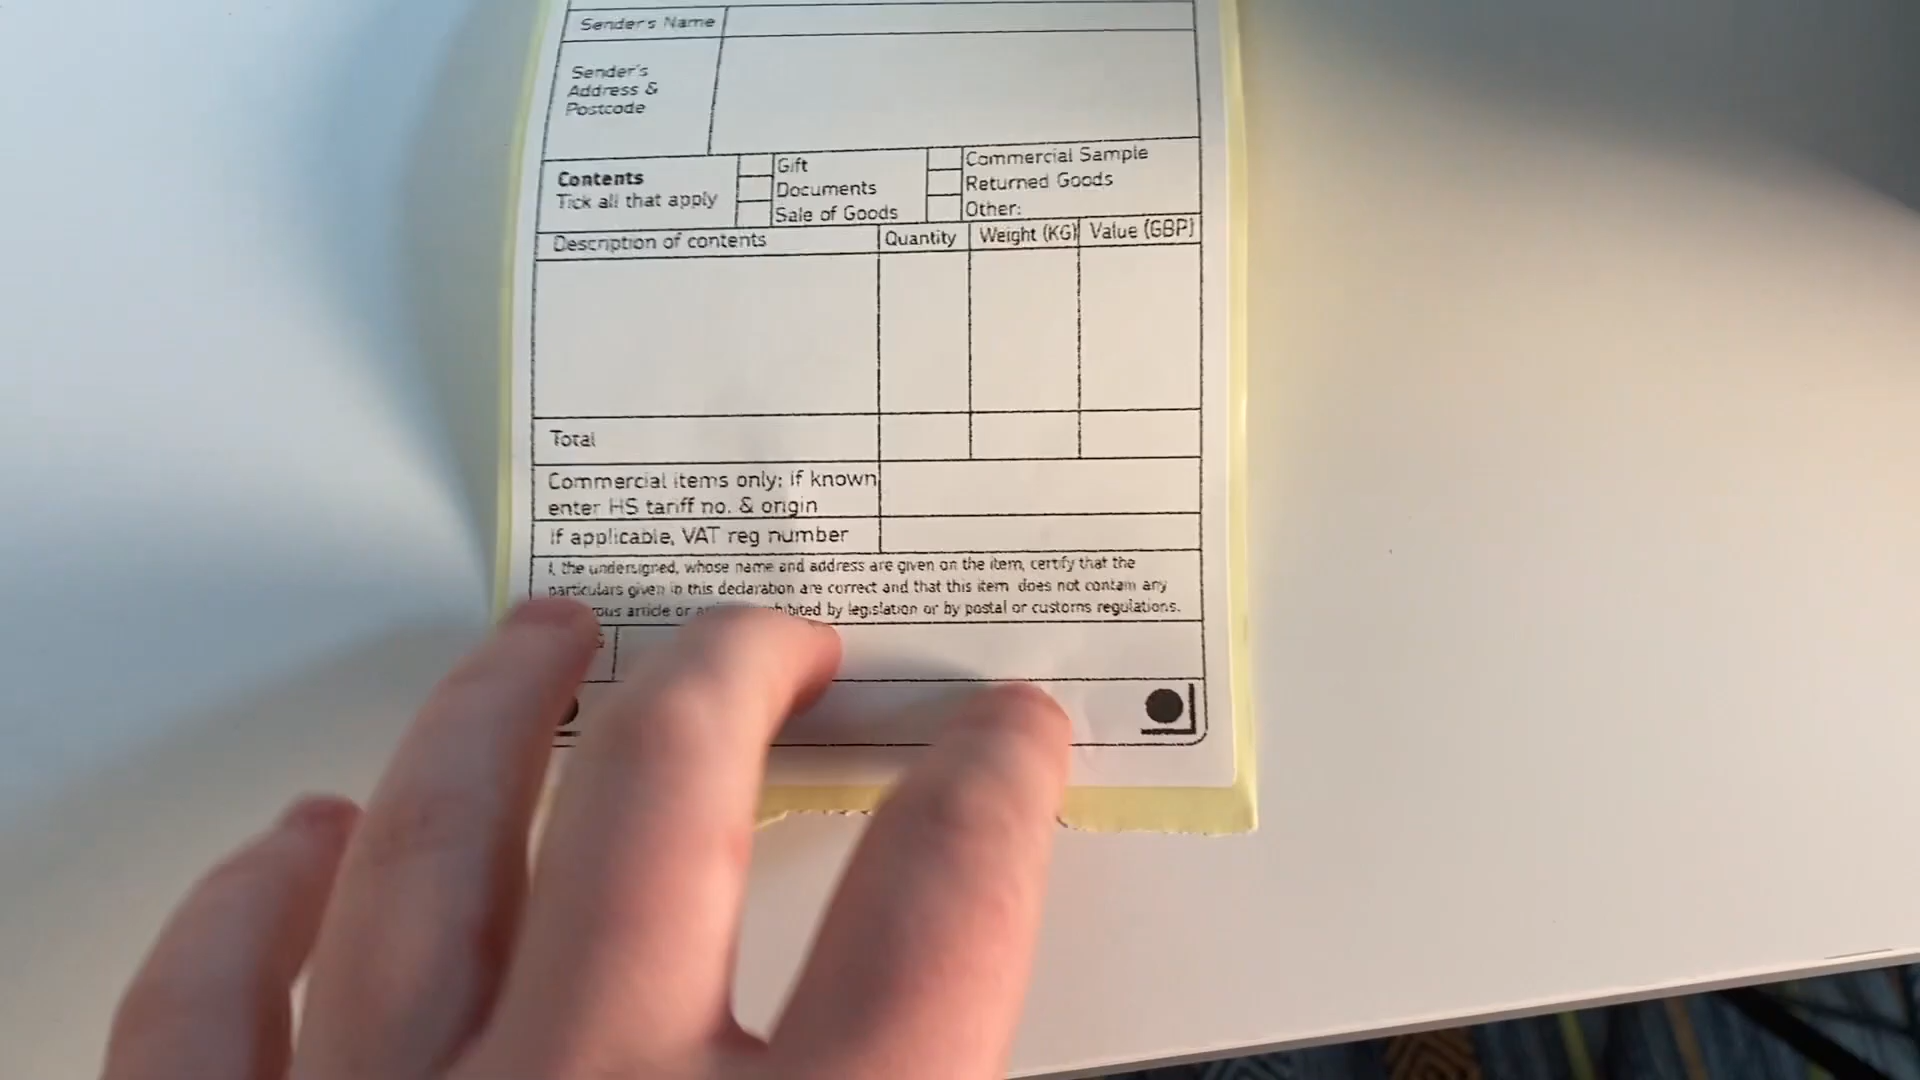 Sender's Name
Sender's
Address &
Postcode
Contents
Tick all that apply
Gift
Documents
Sale of Goods
Commercial Sample
Returned Goods
Other:
Description of contents
Quantity
Weight (KG)
Value (GBP)
Total
Commercial items only: if known
enter HS tariff no. & origin
If applicable, VAT reg number
I, the undersigned, whose name and address are given on the item, certify that the
particulars given in this declaration are correct and that this item does not contain any
article or by legislation or by postal or customs regulations.